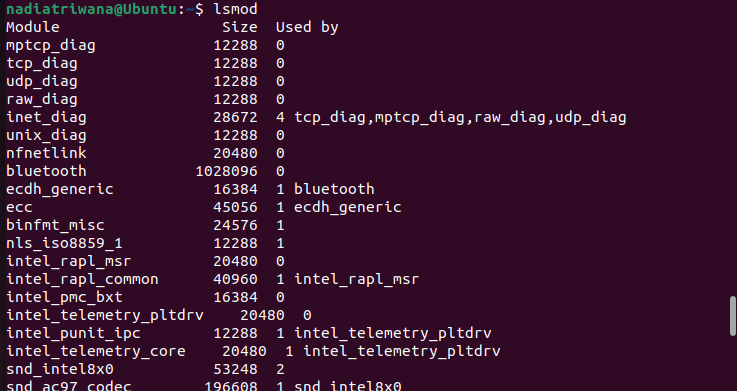 nadiatriwana@Ubuntu:~$ lsmod
Module                  Size  Used by
mptcp_diag             12288  0
tcp_diag               12288  0
udp_diag               12288  0
raw_diag               12288  0
inet_diag              28672  4 tcp_diag,mptcp_diag,raw_diag,udp_diag
unix_diag              12288  0
nfnetlink              20480  0
bluetooth            1028096  0
ecdh_generic           16384  1 bluetooth
ecc                    45056  1 ecdh_generic
binfmt_misc            24576  1
nls_iso8859_1          12288  1
intel_rapl_msr         20480  0
intel_rapl_common      40960  1 intel_rapl_msr
intel_pmc_bxt          16384  0
intel_telemetry_pltdrv    20480  0
intel_punit_ipc        12288  1 intel_telemetry_pltdrv
intel_telemetry_core    20480  1 intel_telemetry_pltdrv
snd_intel8x0           53248  2
snd_ac97_codec        196608  1 snd_intel8x0